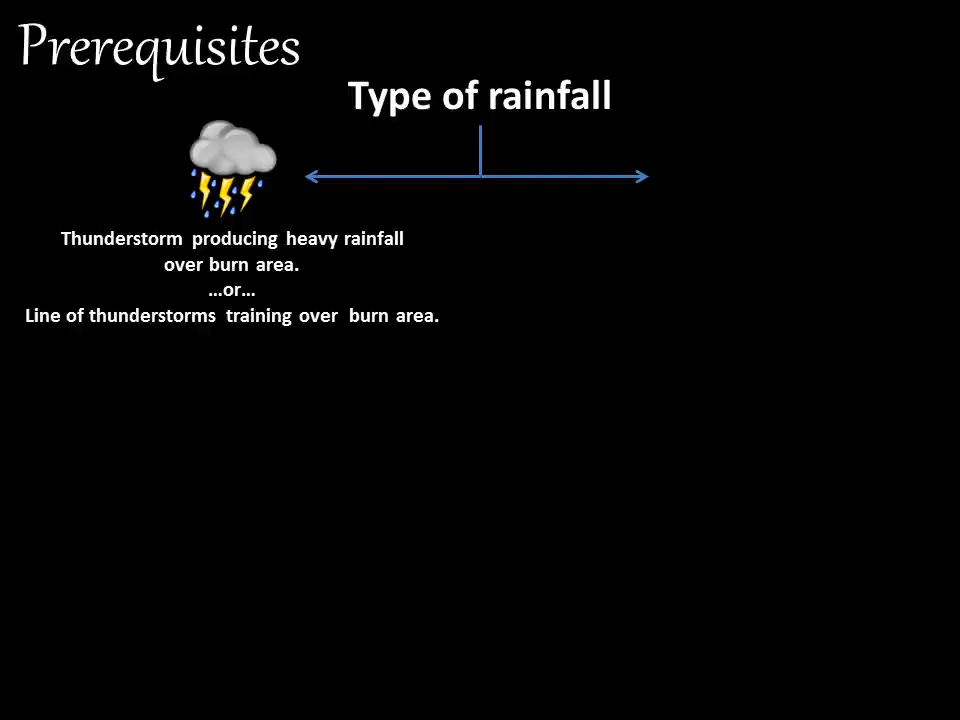 Prerequisites
Type of rainfall
Thunderstorm producing heavy rainfall
over burn area.
…or…
Line of thunderstorms training over burn area.